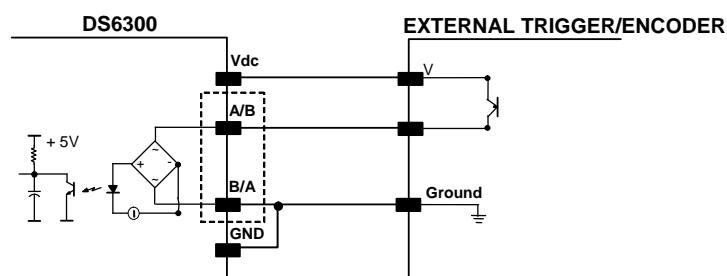 DS6300
EXTERNAL TRIGGER/ENCODER
Vdc
V
A/B
+ 5V
+ ~ -
~
B/A
Ground
I
GND